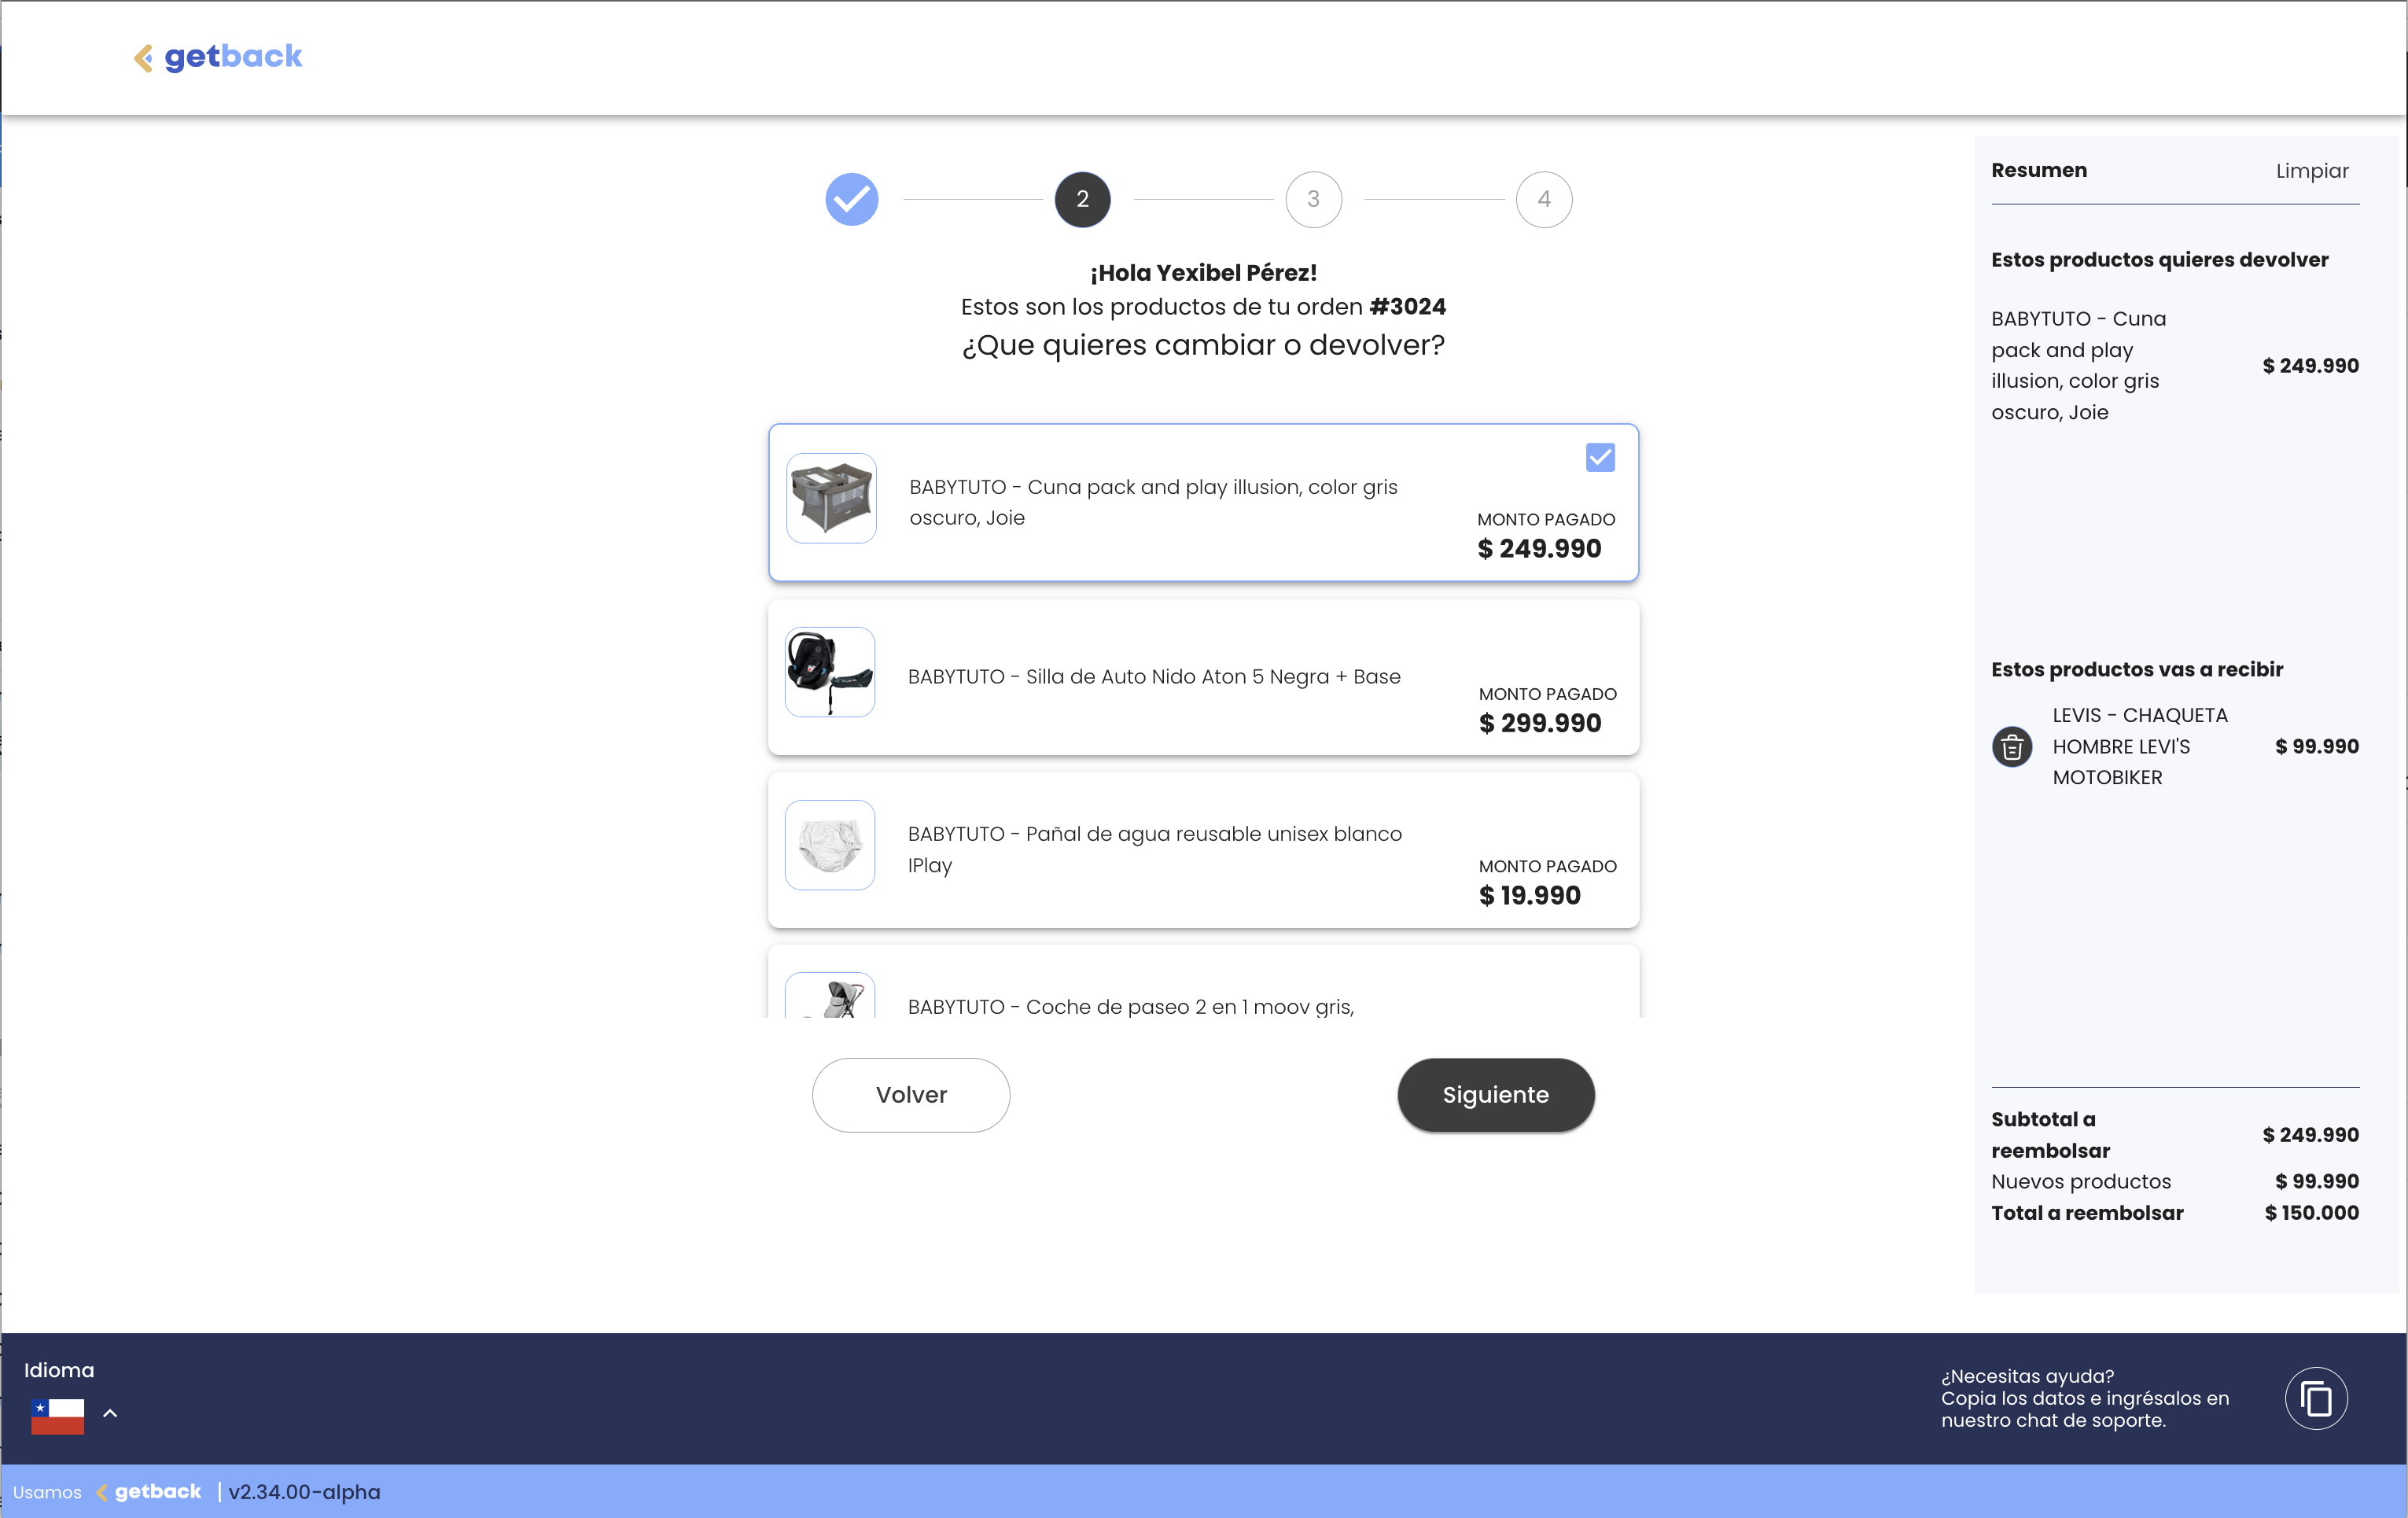 getback
2
3
4
¡Hola Yexibel Pérez!
Estos son los productos de tu orden #3024
¿Que quieres cambiar o devolver?
BABYTUTO - Cuna pack and play illusion, color gris
oscuro, Joie
MONTO PAGADO
$ 249.990
BABYTUTO - Silla de Auto Nido Aton 5 Negra + Base
MONTO PAGADO
$ 299.990
BABYTUTO - Pañal de agua reusable unisex blanco
IPlay
MONTO PAGADO
$ 19.990
BABYTUTO - Coche de paseo 2 en 1 moov gris,
Volver
Siguiente
Resumen
Limpiar
Estos productos quieres devolver
BABYTUTO - Cuna
pack and play
illusion, color gris
oscuro, Joie
$ 249.990
Estos productos vas a recibir
LEVIS - CHAQUETA
HOMBRE LEVI'S
MOTOBIKER
$ 99.990
Subtotal a
reembolsar
$ 249.990
Nuevos productos $ 99.990
Total a reembolsar $ 150.000
Idioma
¿Necesitas ayuda?
Copia los datos e ingrésalos en
nuestro chat de soporte.
Usamos getback | v2.34.00-alpha